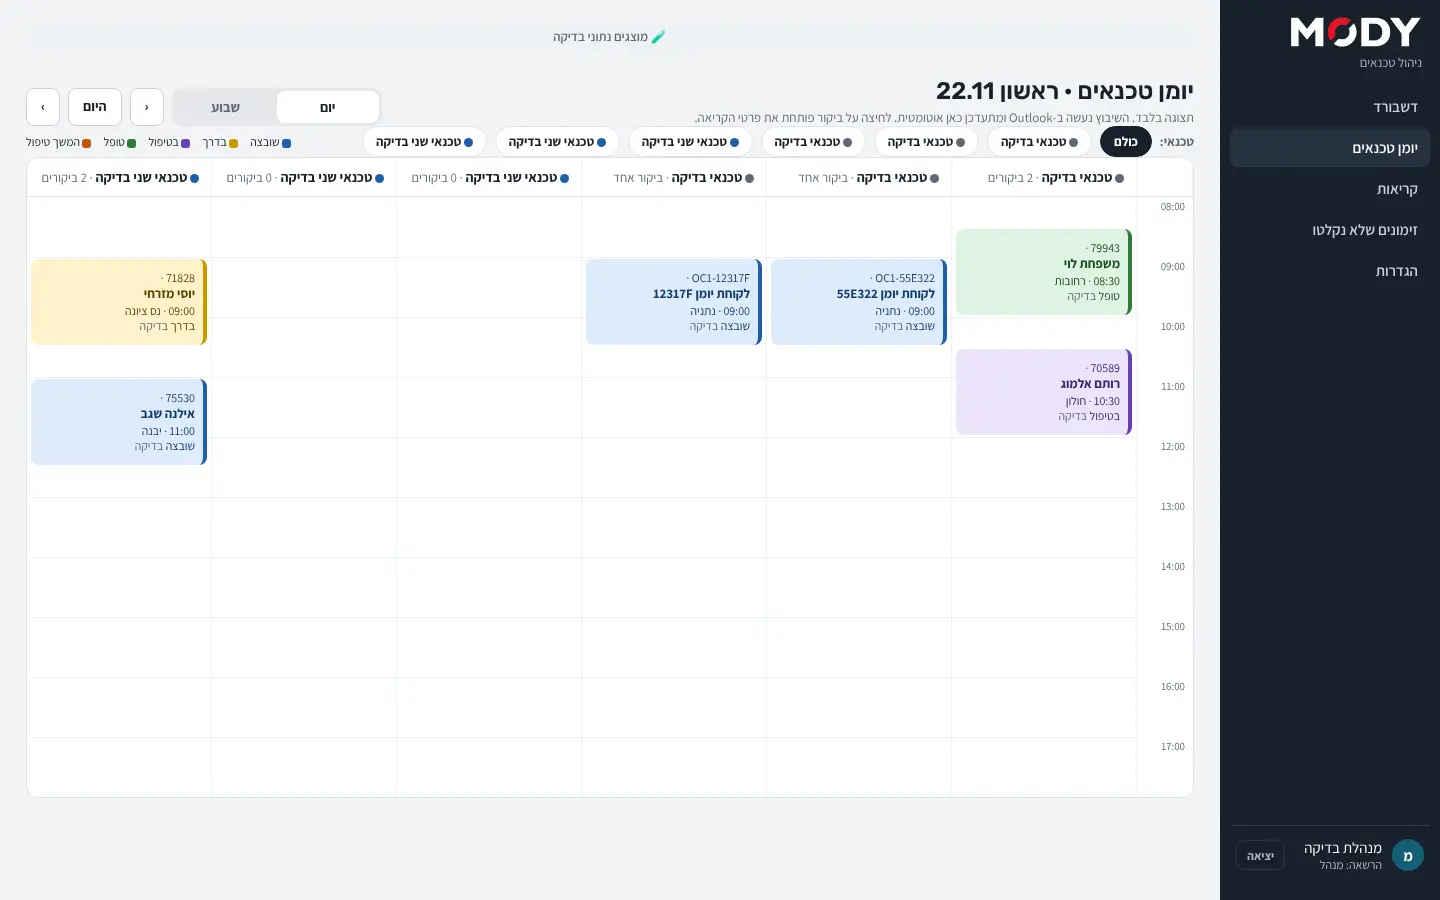 MODY
ניהול טכנאים
דשבורד
יומן טכנאים
קריאות
זימונים שלא נקלטו
הגדרות
מ
מנהלת בדיקה
הרשאה: מנהל
יציאה
🧪 מוצגים נתוני בדיקה
יומן טכנאים • ראשון 22.11
תצוגה בלבד. השיבוץ נעשה ב-Outlook ומתעדכן כאן אוטומטית. לחיצה על ביקור פותחת את פרטי הקריאה.
יום
שבוע
›
היום
‹
טכנאי:
כולם
טכנאי בדיקה
טכנאי בדיקה
טכנאי בדיקה
טכנאי שני בדיקה
טכנאי שני בדיקה
טכנאי שני בדיקה
שובצה
בדרך
בטיפול
טופל
המשך טיפול
טכנאי בדיקה · 2 ביקורים
טכנאי בדיקה · ביקור אחד
טכנאי בדיקה · ביקור אחד
טכנאי שני בדיקה · 0 ביקורים
טכנאי שני בדיקה · 0 ביקורים
טכנאי שני בדיקה · 2 ביקורים
08:00
09:00
10:00
11:00
12:00
13:00
14:00
15:00
16:00
17:00
79943 ·
משפחת לוי
08:30 · רחובות
טופל בדיקה
70589 ·
רותם אלמוג
10:30 · חולון
בטיפול בדיקה
OC1-55E322 ·
לקוחת יומן 55E322
09:00 · נתניה
שובצה בדיקה
OC1-12317F ·
לקוחת יומן 12317F
09:00 · נתניה
שובצה בדיקה
71828 ·
יוסי מזרחי
09:00 · נס ציונה
בדרך בדיקה
75530 ·
אילנה שגב
11:00 · יבנה
שובצה בדיקה